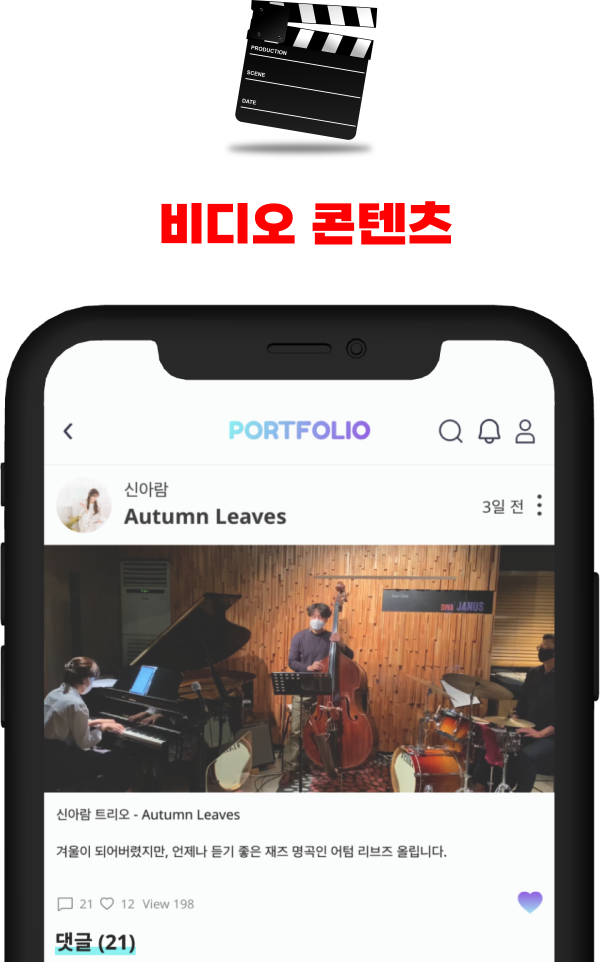 PRODUCTION
SCENE
DATE
비디오 콘텐츠
PORTFOLIO
신아람
Autumn Leaves
3일 전
DIVA JANUS
신아람 트리오 - Autumn Leaves
겨울이 되어버렸지만, 언제나 듣기 좋은 재즈 명곡인 어텀 리브즈 올립니다.
21 12 View 198
댓글 (21)